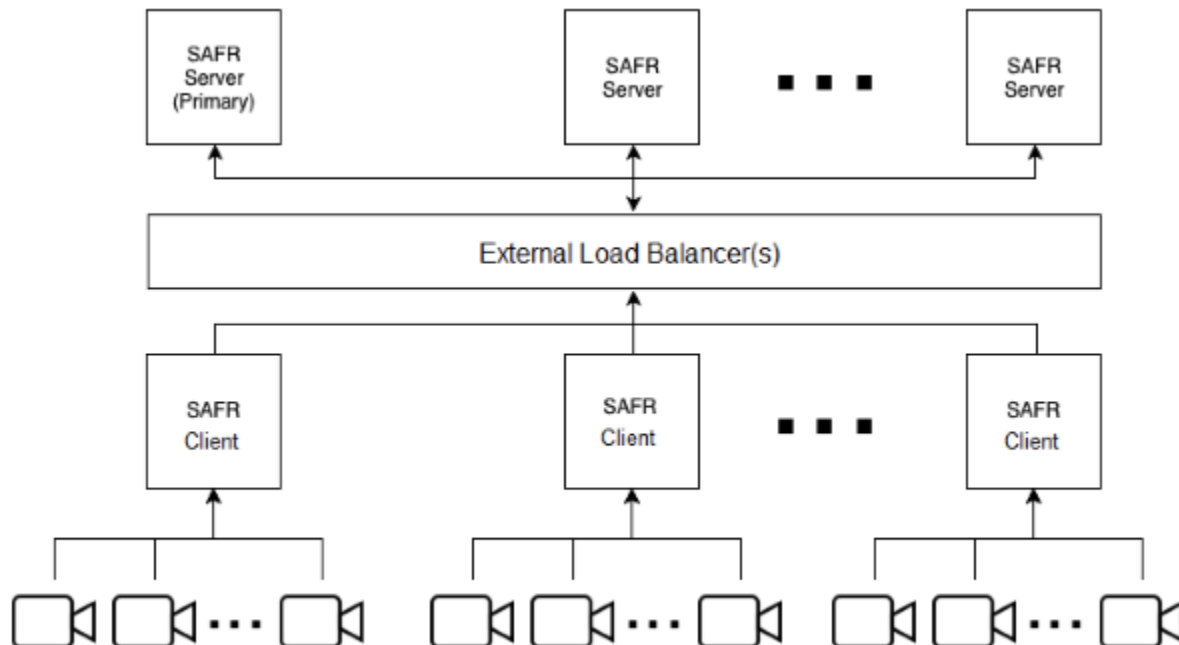 SAFR
Server
(Primary)
SAFR
Server
SAFR
Server
External Load Balancer(s)
SAFR
Client
SAFR
Client
SAFR
Client